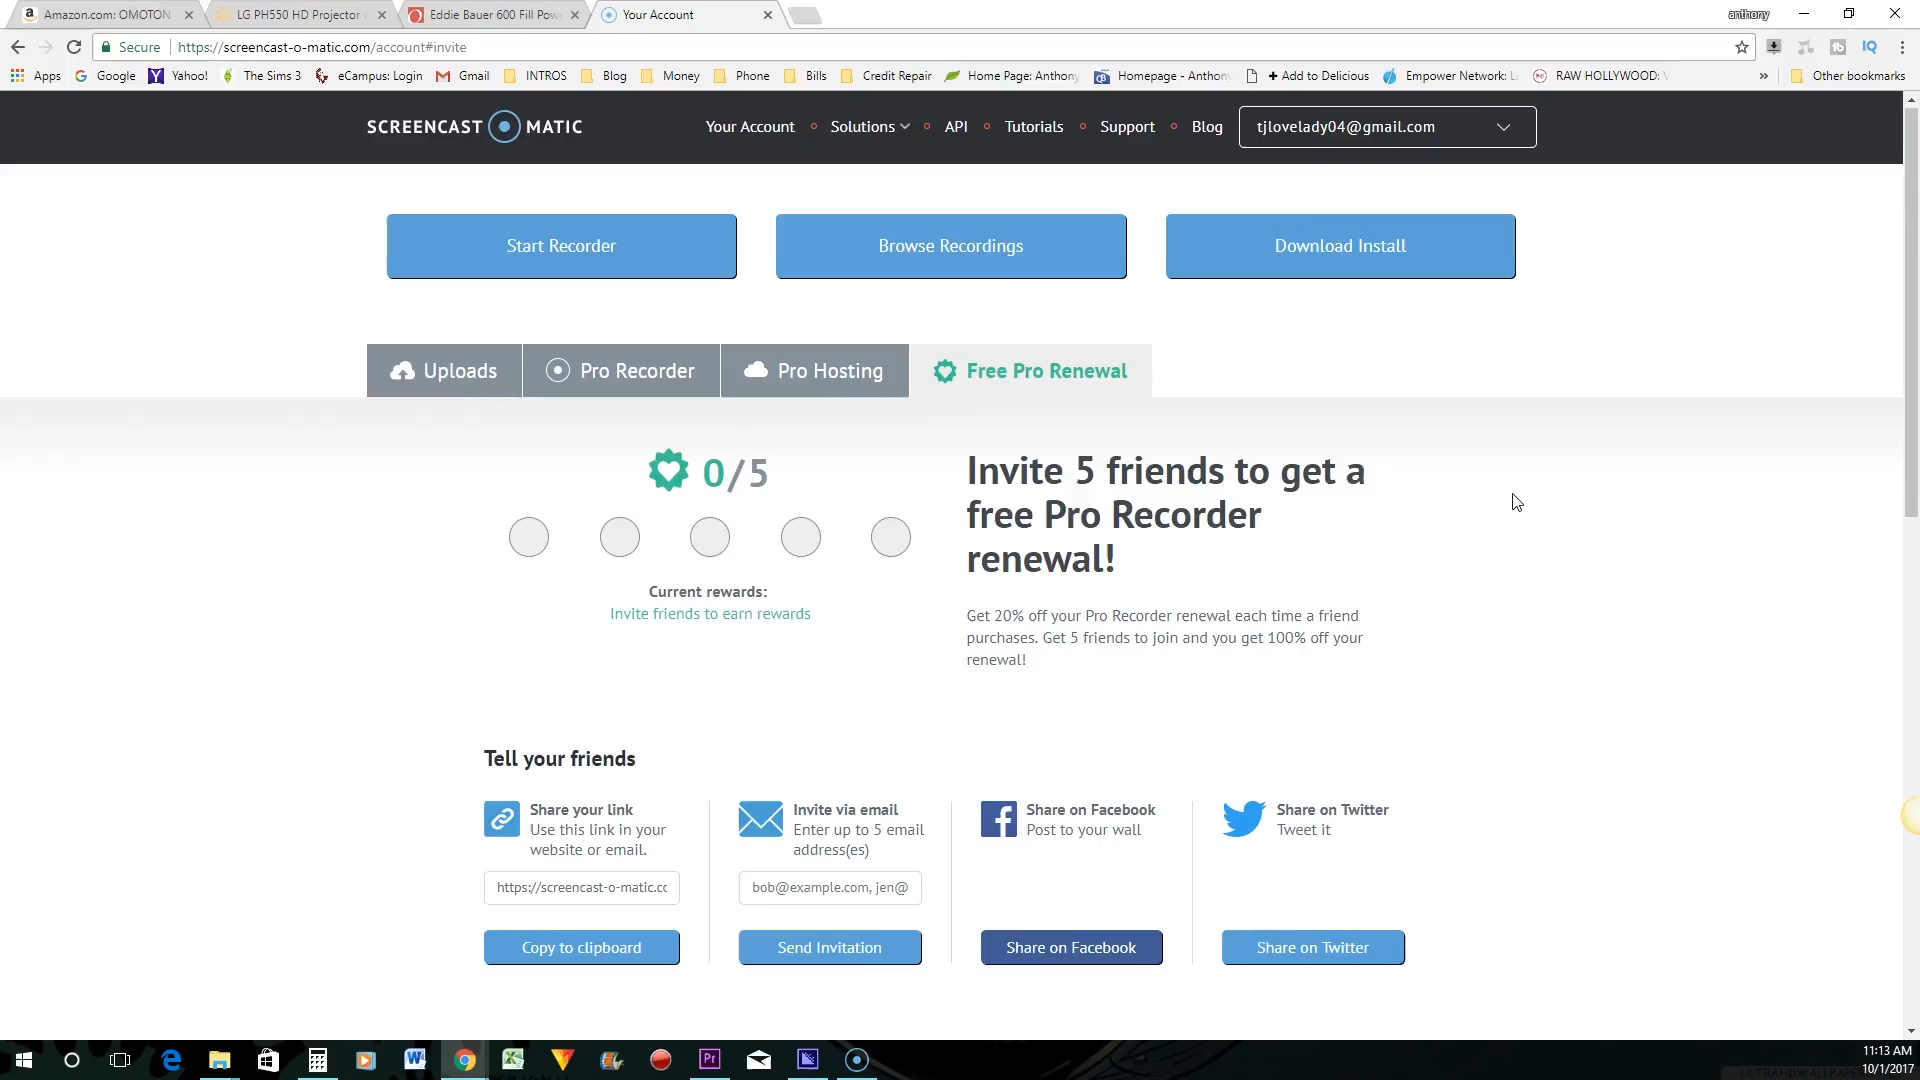 Amazon.com: OMOTON
LG PH550 HD Projector
Eddie Bauer 600 Fill Pow
Your Account
anthony
Secure
https://screencast-o-matic.com/account#invite
Apps
Google
Yahoo!
The Sims 3
eCampus: Login
Gmail
INTROS
Blog
Money
Phone
Bills
Credit Repair
Home Page: Anthony
Homepage - Anthon
+ Add to Delicious
Empower Network: L
RAW HOLLYWOOD:
»
Other bookmarks
SCREENCAST MATIC
Your Account
Solutions
API
Tutorials
Support
Blog
tjlovelady04@gmail.com
Start Recorder
Browse Recordings
Download Install
Uploads
Pro Recorder
Pro Hosting
Free Pro Renewal
0/5
Current rewards:
Invite friends to earn rewards
Invite 5 friends to get a
free Pro Recorder
renewal!
Get 20% off your Pro Recorder renewal each time a friend
purchases. Get 5 friends to join and you get 100% off your
renewal!
Tell your friends
Share your link
Use this link in your
website or email.
https://screencast-o-matic.cc
Copy to clipboard
Invite via email
Enter up to 5 email
address(es)
bob@example.com, jen@
Send Invitation
Share on Facebook
Post to your wall
Share on Facebook
Share on Twitter
Tweet it
Share on Twitter
11:13 AM
10/1/2017